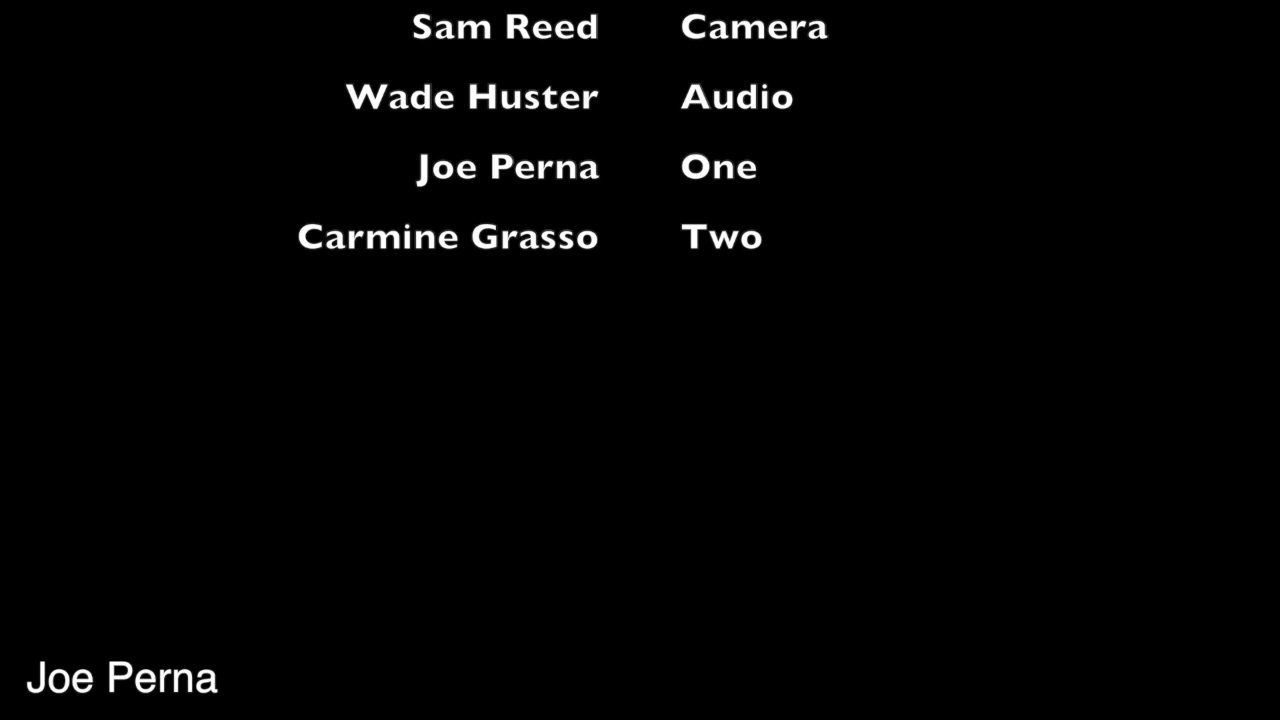 Sam Reed Camera
Wade Huster Audio
Joe Perna One
Carmine Grasso Two
Joe Perna